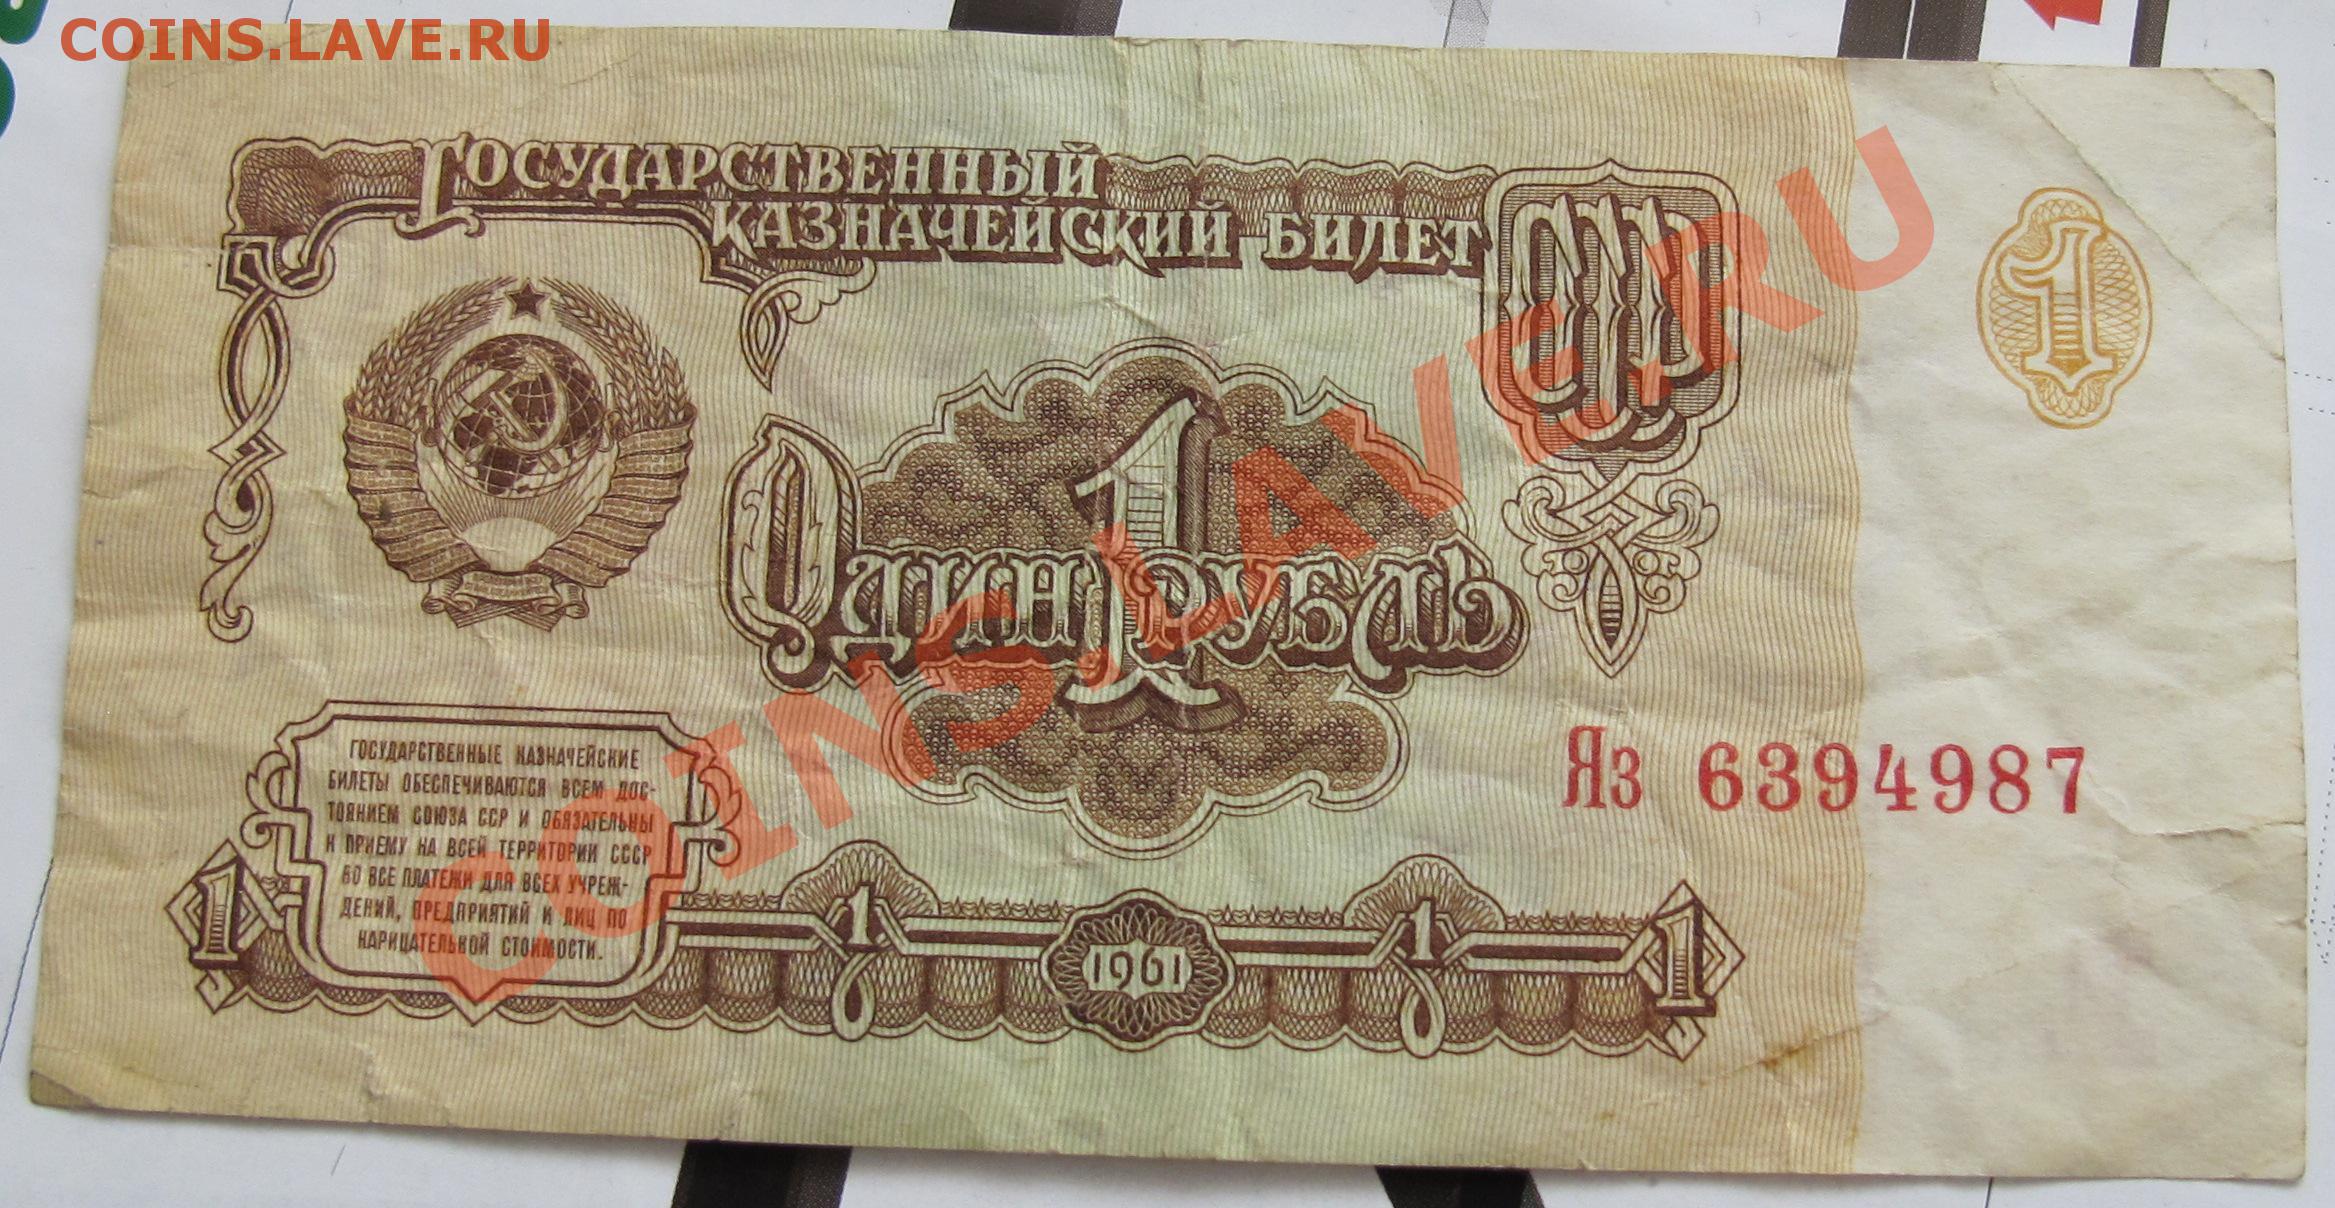 COINS.LAVE.RU
ГОСУДАРСТВЕННЫЙ
КАЗНАЧЕЙСКИЙ БИЛЕТ
СССР
1
1
ОДИН РУБЛЬ
ГОСУДАРСТВЕННЫЕ КАЗНАЧЕЙСКИЕ
БИЛЕТЫ ОБЕСПЕЧИВАЮТСЯ ВСЕМ ДОС-
ТОЯНИЕМ СОЮЗА ССР И ОБЯЗАТЕЛЬНЫ
К ПРИЕМУ НА ВСЕЙ ТЕРРИТОРИИ СССР
ВО ВСЕ ПЛАТЕЖИ ДЛЯ ВСЕХ УЧРЕЖ-
ДЕНИЙ, ПРЕДПРИЯТИЙ И ЛИЦ ПО
НАРИЦАТЕЛЬНОЙ СТОИМОСТИ.
Яз 6394987
1 1 1961 1 1
COINS.LAVE.RU